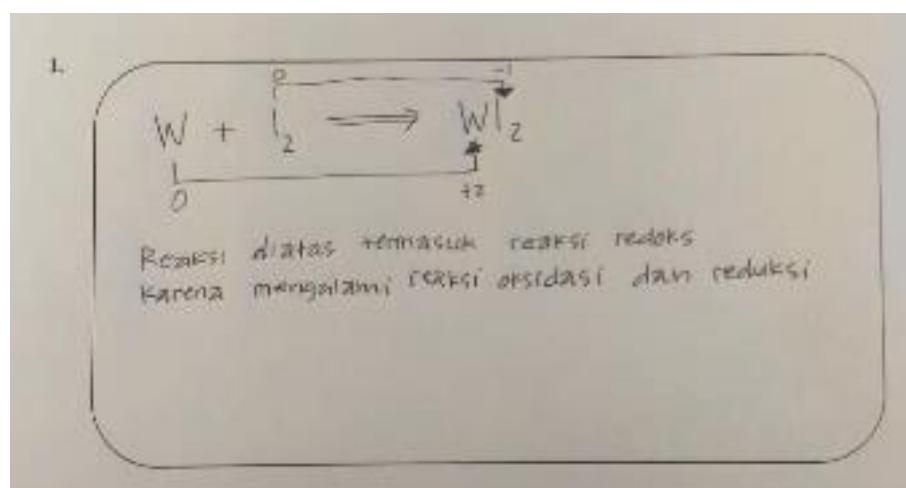 1.
0 -1
W + I₂ ⟹ WI₂
0 +2
Reaksi diatas termasuk reaksi redoks
Karena mengalami reaksi oksidasi dan reduksi